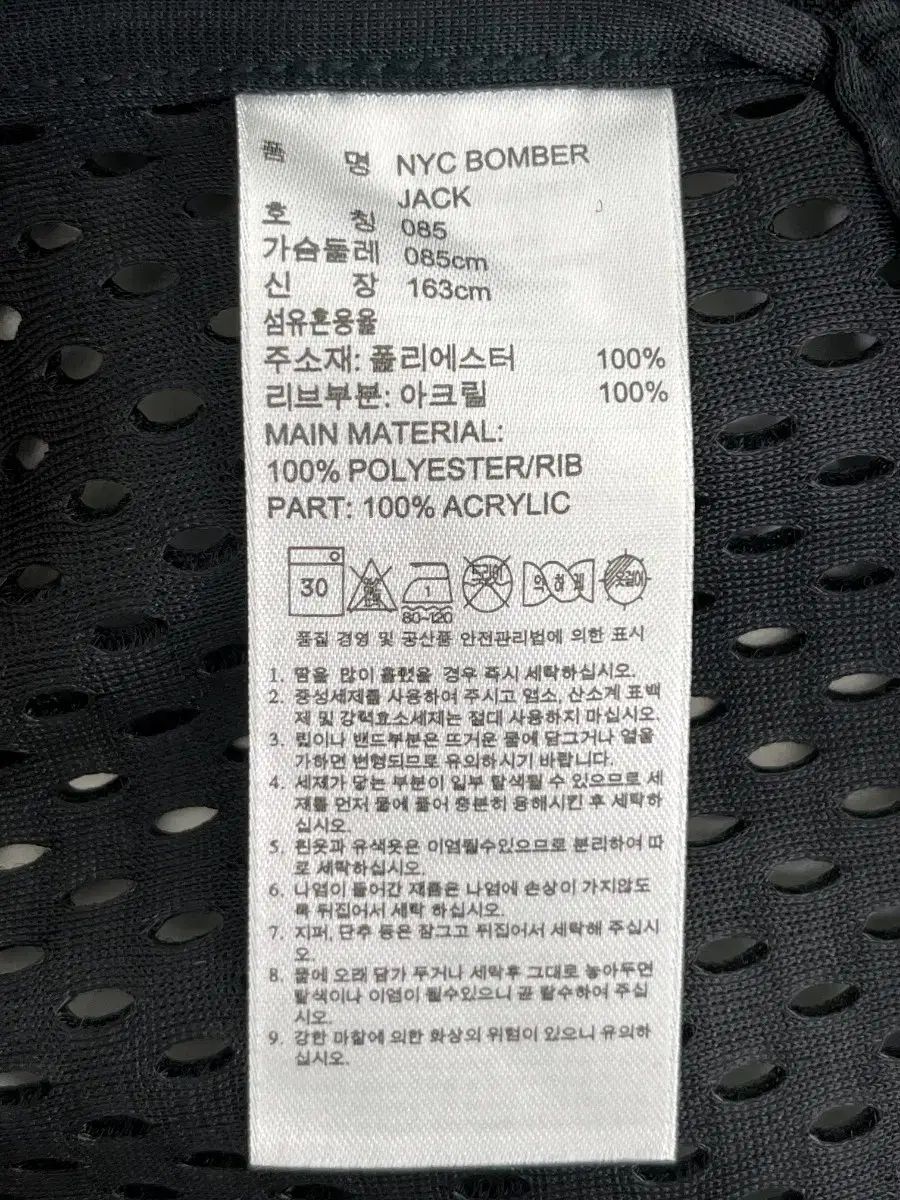 품 명 NYC BOMBER
JACK
호 칭 085
가슴둘레 085cm
신 장 163cm
섬유혼용율
주소재: 폴리에스터 100%
리브부분: 아크릴 100%
MAIN MATERIAL:
100% POLYESTER/RIB
PART: 100% ACRYLIC
30 1 드라이 약하게 옷걸이
80~120
품질 경영 및 공산품 안전관리법에 의한 표시
1. 땀을 많이 흘렸을 경우 즉시 세탁하십시오.
2. 중성세제를 사용하여 주시고 염소, 산소계 표백
제 및 강력효소세제는 절대 사용하지 마십시오.
3. 립이나 밴드부분은 뜨거운 물에 담그거나 열을
가하면 변형되므로 유의하시기 바랍니다.
4. 세제가 닿는 부분이 일부 탈색될 수 있으므로 세
제를 먼저 물에 풀어 충분히 용해시킨 후 세탁하
십시오.
5. 흰옷과 유색옷은 이염될수있으므로 분리하여 따
로 세탁하십시오.
6. 나염이 들어간 제품은 나염에 손상이 가지않도
록 뒤집어서 세탁 하십시오.
7. 지퍼, 단추 등은 잠그고 뒤집어서 세탁해 주십시
오.
8. 물에 오래 담가 두거나 세탁후 그대로 놓아두면
탈색이나 이염이 될수있으니 곧 탈수하여 주십
시오.
9. 강한 마찰에 의한 화상의 위험이 있으니 유의하
십시오.